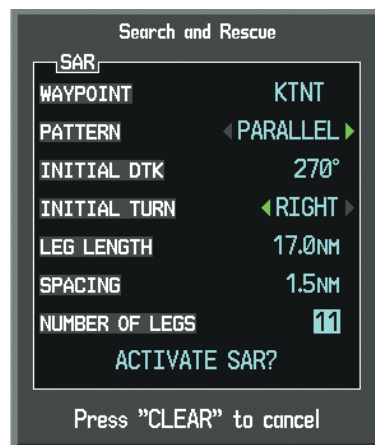 Search and Rescue
SAR
WAYPOINT KTNT
PATTERN PARALLEL
INITIAL DTK 270°
INITIAL TURN RIGHT
LEG LENGTH 17.0NM
SPACING 1.5NM
NUMBER OF LEGS 11
ACTIVATE SAR?
Press "CLEAR" to cancel